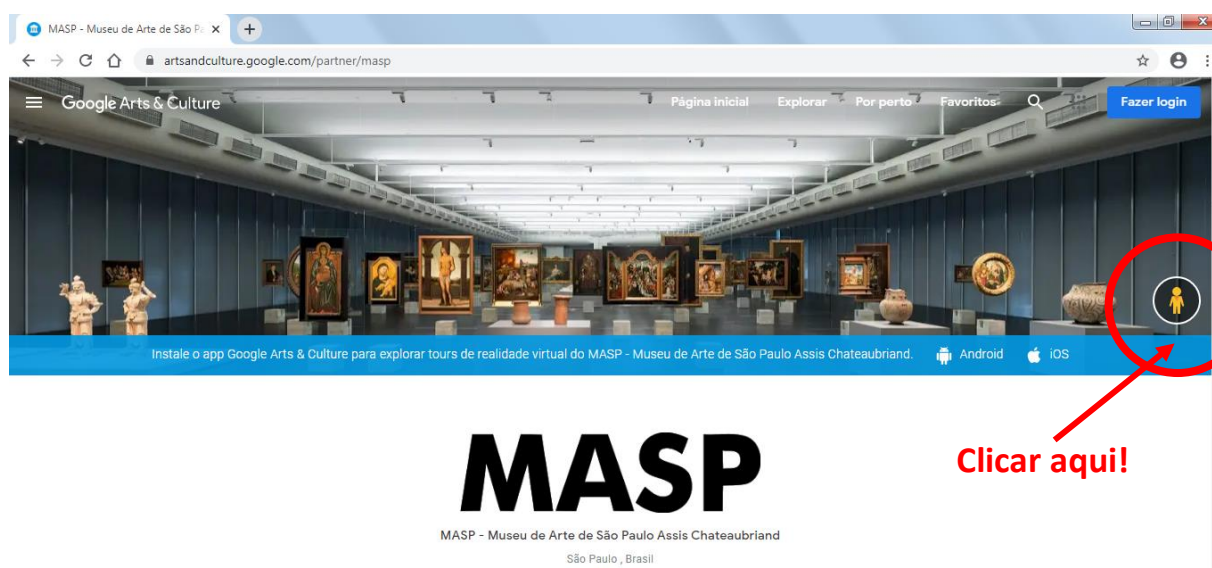 MASP - Museu de Arte de São P
artsandculture.google.com/partner/masp
Google Arts & Culture
Página inicial Explorar Por perto Favoritos Fazer login
Instale o app Google Arts & Culture para explorar tours de realidade virtual do MASP - Museu de Arte de São Paulo Assis Chateaubriand. Android iOS
MASP
Clicar aqui!
MASP - Museu de Arte de São Paulo Assis Chateaubriand
São Paulo , Brasil